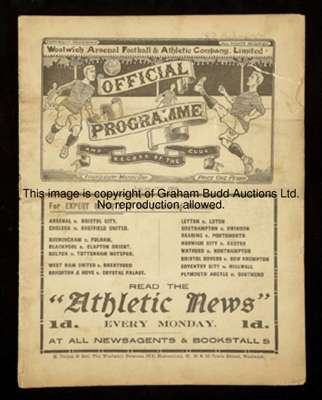 Woolwich Arsenal Football & Athletic Company, Limited
OFFICIAL
PROGRAMME
AND RECORD OF THE CLUB
Price One Penny
This image is copyright of Graham Budd Auctions Ltd.
No reproduction allowed.
For EXPERT
ARSENAL v. BRISTOL CITY.
CHELSEA v. SHEFFIELD UNITED.
BIRMINGHAM v. FULHAM.
BLACKPOOL v. CLAPTON ORIENT.
BOLTON v. TOTTENHAM HOTSPUR.
WEST HAM UNITED v. BRENTFORD
BRIGHTON & HOVE v. CRYSTAL PALACE.
LEYTON v. LUTON
SOUTHAMPTON v. SWINDON
READING v. PORTSMOUTH
NORWICH CITY v. EXETER
WATFORD v. NORTHAMPTON
BRISTOL ROVERS v. NEW BROMPTON
COVENTRY CITY v. MILLWALL
PLYMOUTH ARGYLE v. SOUTHEND
READ THE
"Athletic News"
1d. EVERY MONDAY. 1d.
AT ALL NEWSAGENTS & BOOKSTALLS